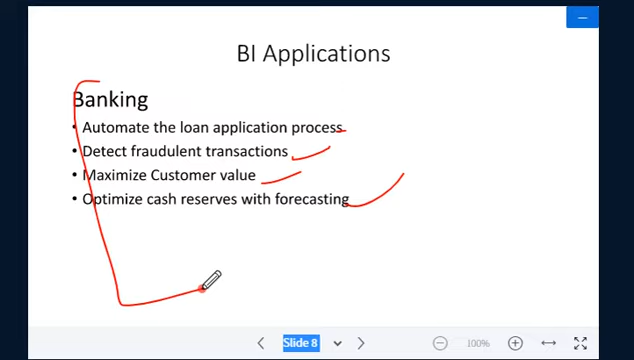 BI Applications
Banking
• Automate the loan application process
• Detect fraudulent transactions
• Maximize Customer value
• Optimize cash reserves with forecasting
Slide 8
100%